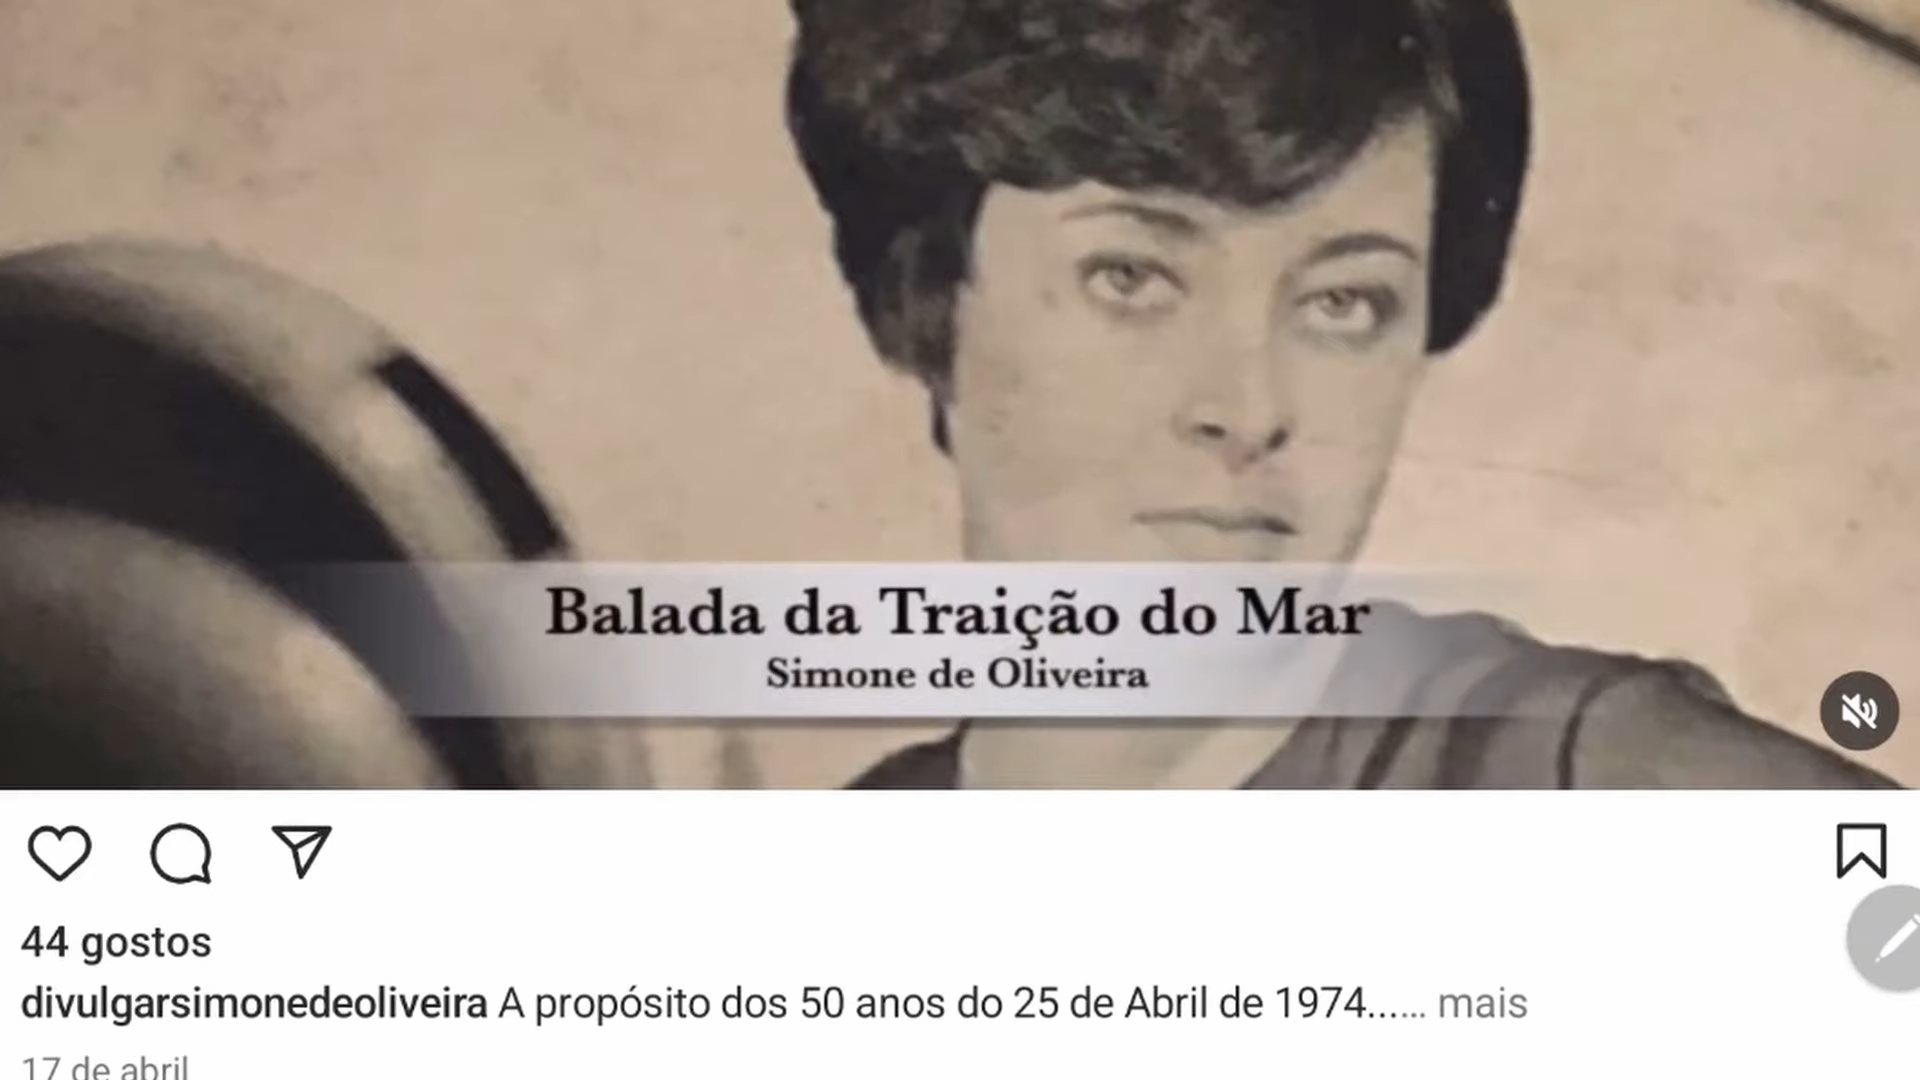 Balada da Traição do Mar
Simone de Oliveira
44 gostos
divulgarsimonedeoliveira A propósito dos 50 anos do 25 de Abril de 1974...... mais
17 de abril